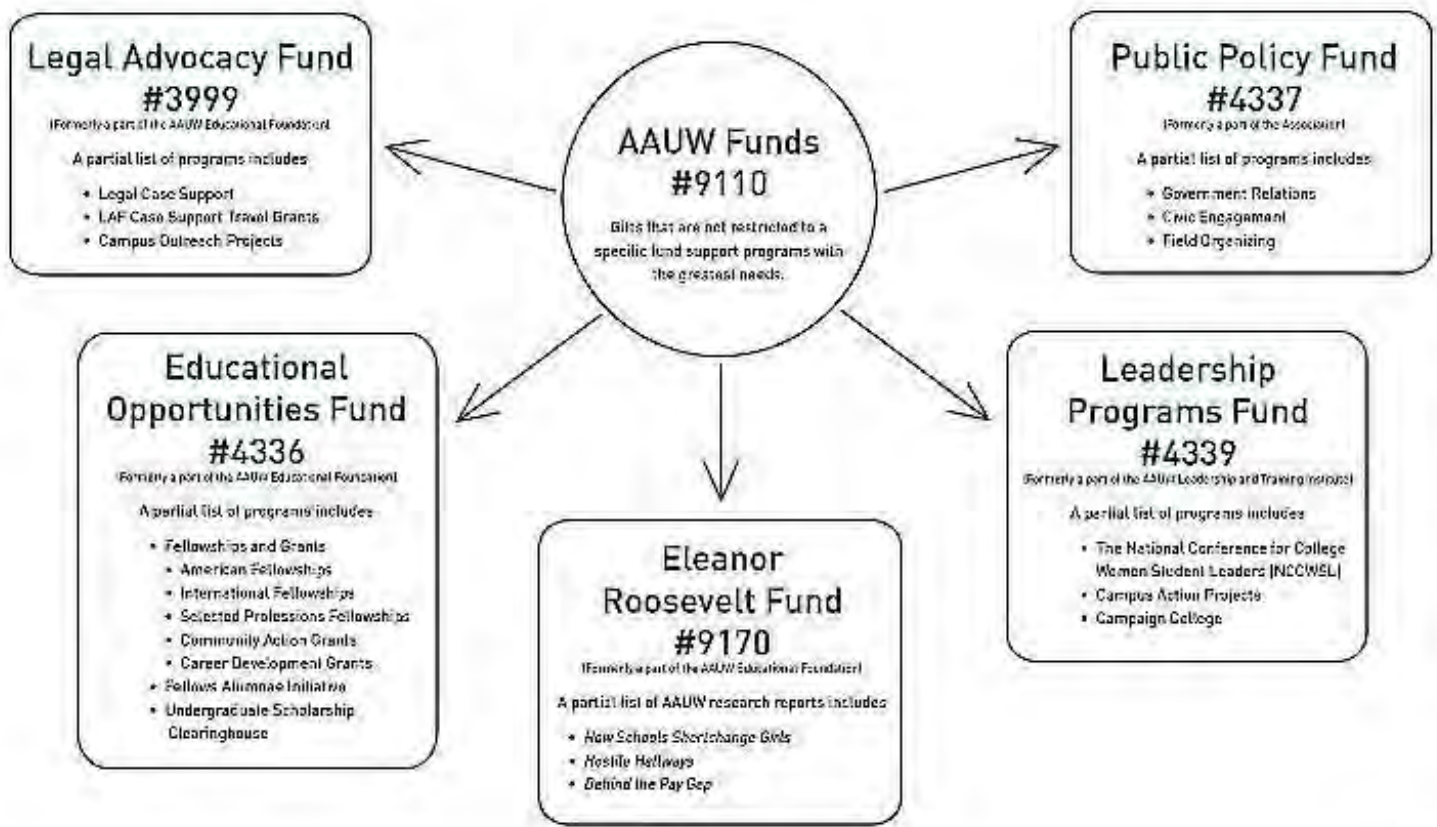 Legal Advocacy Fund
#3999
(Formerly a part of the AAUW Educational Foundation)
A partial list of programs includes
• Legal Case Support
• LAF Case Support Travel Grants
• Campus Outreach Projects
AAUW Funds
#9110
Gifts that are not restricted to a
specific fund support programs with
the greatest needs.
Public Policy Fund
#4337
(Formerly a part of the Association)
A partial list of programs includes
• Government Relations
• Civic Engagement
• Field Organizing
Educational
Opportunities Fund
#4336
(Formerly a part of the AAUW Educational Foundation)
A partial list of programs includes
• Fellowships and Grants
• American Fellowships
• International Fellowships
• Selected Professions Fellowships
• Community Action Grants
• Career Development Grants
• Fellows Alumnae Initiative
• Undergraduate Scholarship
Clearinghouse
Eleanor
Roosevelt Fund
#9170
(Formerly a part of the AAUW Educational Foundation)
A partial list of AAUW research reports includes
• How Schools Shortchange Girls
• Hostile Hallways
• Behind the Pay Gap
Leadership
Programs Fund
#4339
(Formerly a part of the AAUW Leadership and Training Institute)
A partial list of programs includes
• The National Conference for College
Women Student Leaders (NCCWSL)
• Campus Action Projects
• Campaign College